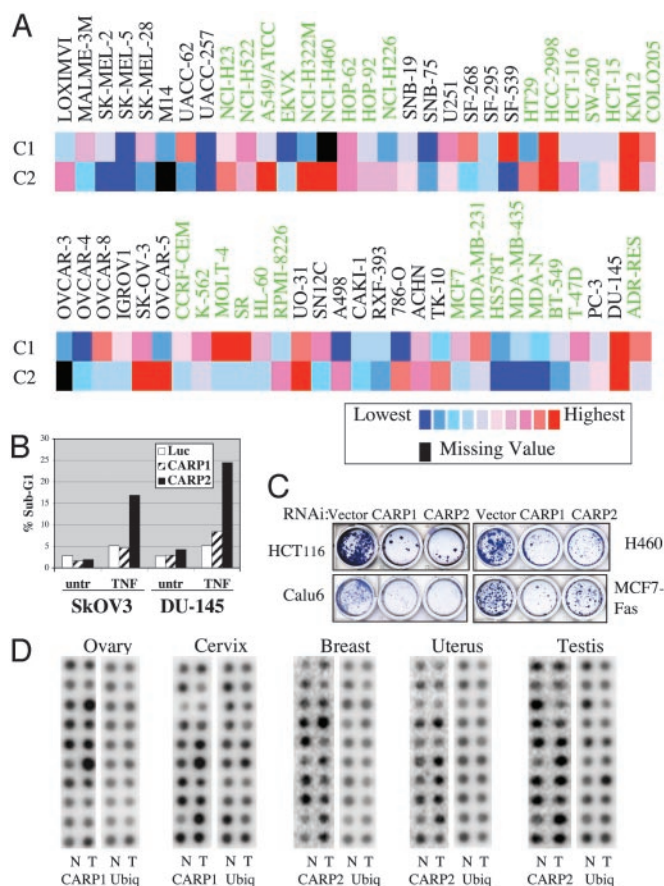 A
LOXIMVI MALME-3M SK-MEL-2 SK-MEL-5 SK-MEL-28 M14 UACC-62 UACC-257 NCI-H23 NCI-H522 A549/ATCC EKVX NCI-H322M NCI-H460 HOP-62 HOP-92 NCI-H226 SNB-19 SNB-75 U251 SF-268 SF-295 SF-539 HT29 HCC-2998 HCT-116 SW-620 HCT-15 KM12 COLO205
C1
C2
OVCAR-3 OVCAR-4 OVCAR-8 IGROV1 SK-OV-3 OVCAR-5 CCRF-CEM K-562 MOLT-4 SR HL-60 RPMI-8226 UO-31 SN12C A498 CAKI-1 RXF-393 786-O ACHN TK-10 MCF7 MDA-MB-231 HS578T MDA-MB-435 MDA-N BT-549 T-47D PC-3 DU-145 ADR-RES
C1
C2
Lowest Highest
Missing Value
B
% Sub-G1
30
25
20
15
10
5
0
Luc
CARP1
CARP2
untr TNF untr TNF
SkOV3 DU-145
C
RNAi: Vector CARP1 CARP2 Vector CARP1 CARP2
HCT116 H460
Calu6 MCF7-
Fas
D
Ovary Cervix Breast Uterus Testis
N T N T N T N T N T N T N T N T N T N T
CARP1 Ubiq CARP1 Ubiq CARP2 Ubiq CARP2 Ubiq CARP2 Ubiq